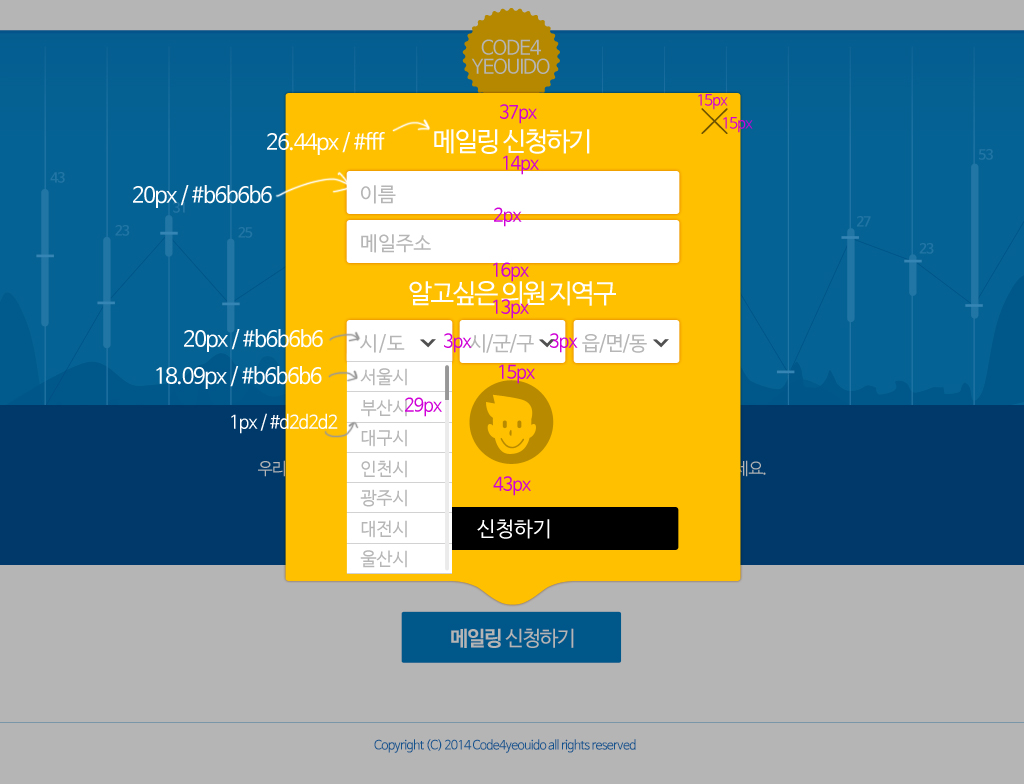 CODE4
YEOUIDO
15px
37px
15px
26.44px / #fff
메일링 신청하기
14px
43
20px / #b6b6b6
이름
53
2px
31
23
25
27
23
메일주소
16px
알고싶은 의원 지역구
13px
20px / #b6b6b6
시/도
3px
시/군/구
3px
읍/면/동
18.09px / #b6b6b6
서울시
15px
부산시
29px
1px / #d2d2d2
대구시
우리
인천시
세요.
43px
광주시
대전시
신청하기
울산시
메일링 신청하기
Copyright (C) 2014 Code4yeouido all rights reserved